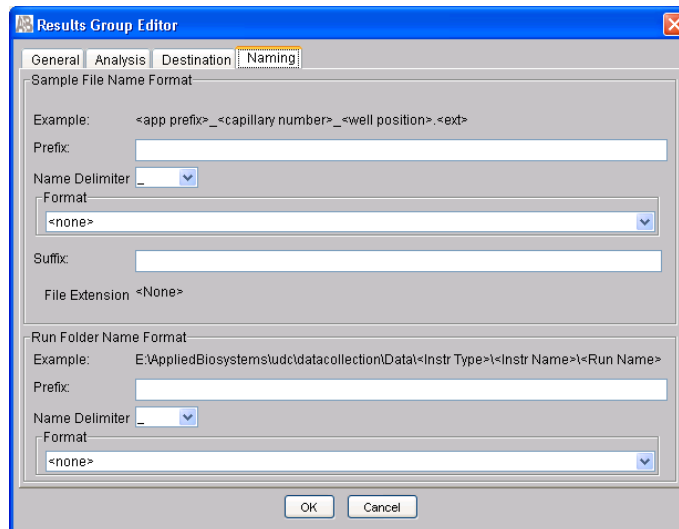 AB Results Group Editor
General Analysis Destination Naming
Sample File Name Format
Example: <app prefix>_<capillary number>_<well position>.<ext>
Prefix:
Name Delimiter _
Format
<none>
Suffix:
File Extension <None>
Run Folder Name Format
Example: E:\AppliedBiosystems\udc\datacollection\Data\<Instr Type>\<Instr Name>\<Run Name>
Prefix:
Name Delimiter _
Format
<none>
OK Cancel